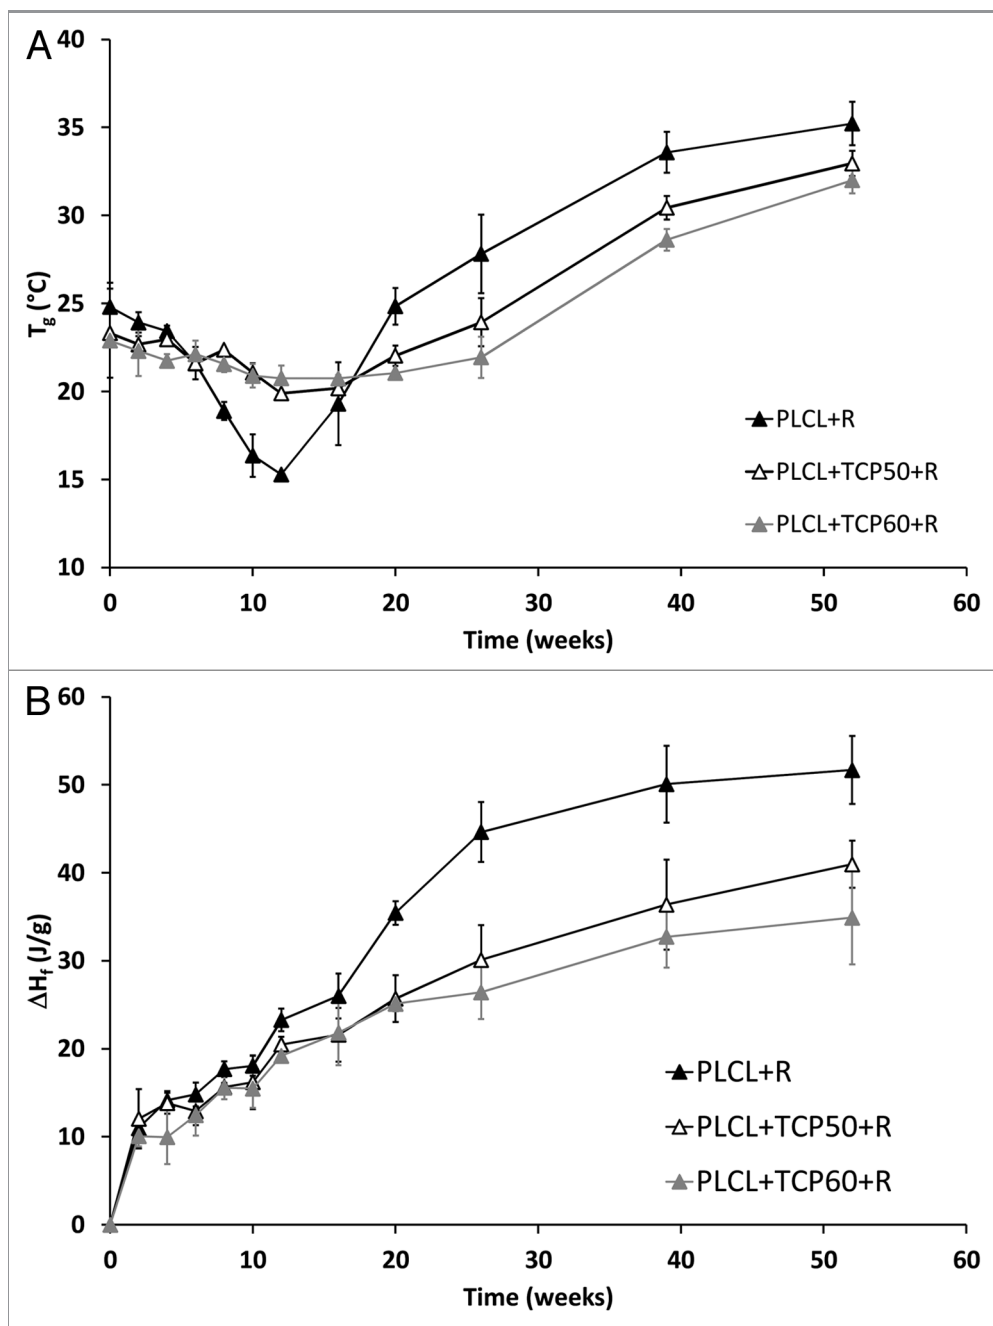 A
40
35
30
25
20
15
10
Tg (°C)
PLCL+R
PLCL+TCP50+R
PLCL+TCP60+R
0 10 20 30 40 50 60
Time (weeks)
B
60
50
40
30
20
10
0
ΔHf (J/g)
PLCL+R
PLCL+TCP50+R
PLCL+TCP60+R
0 10 20 30 40 50 60
Time (weeks)